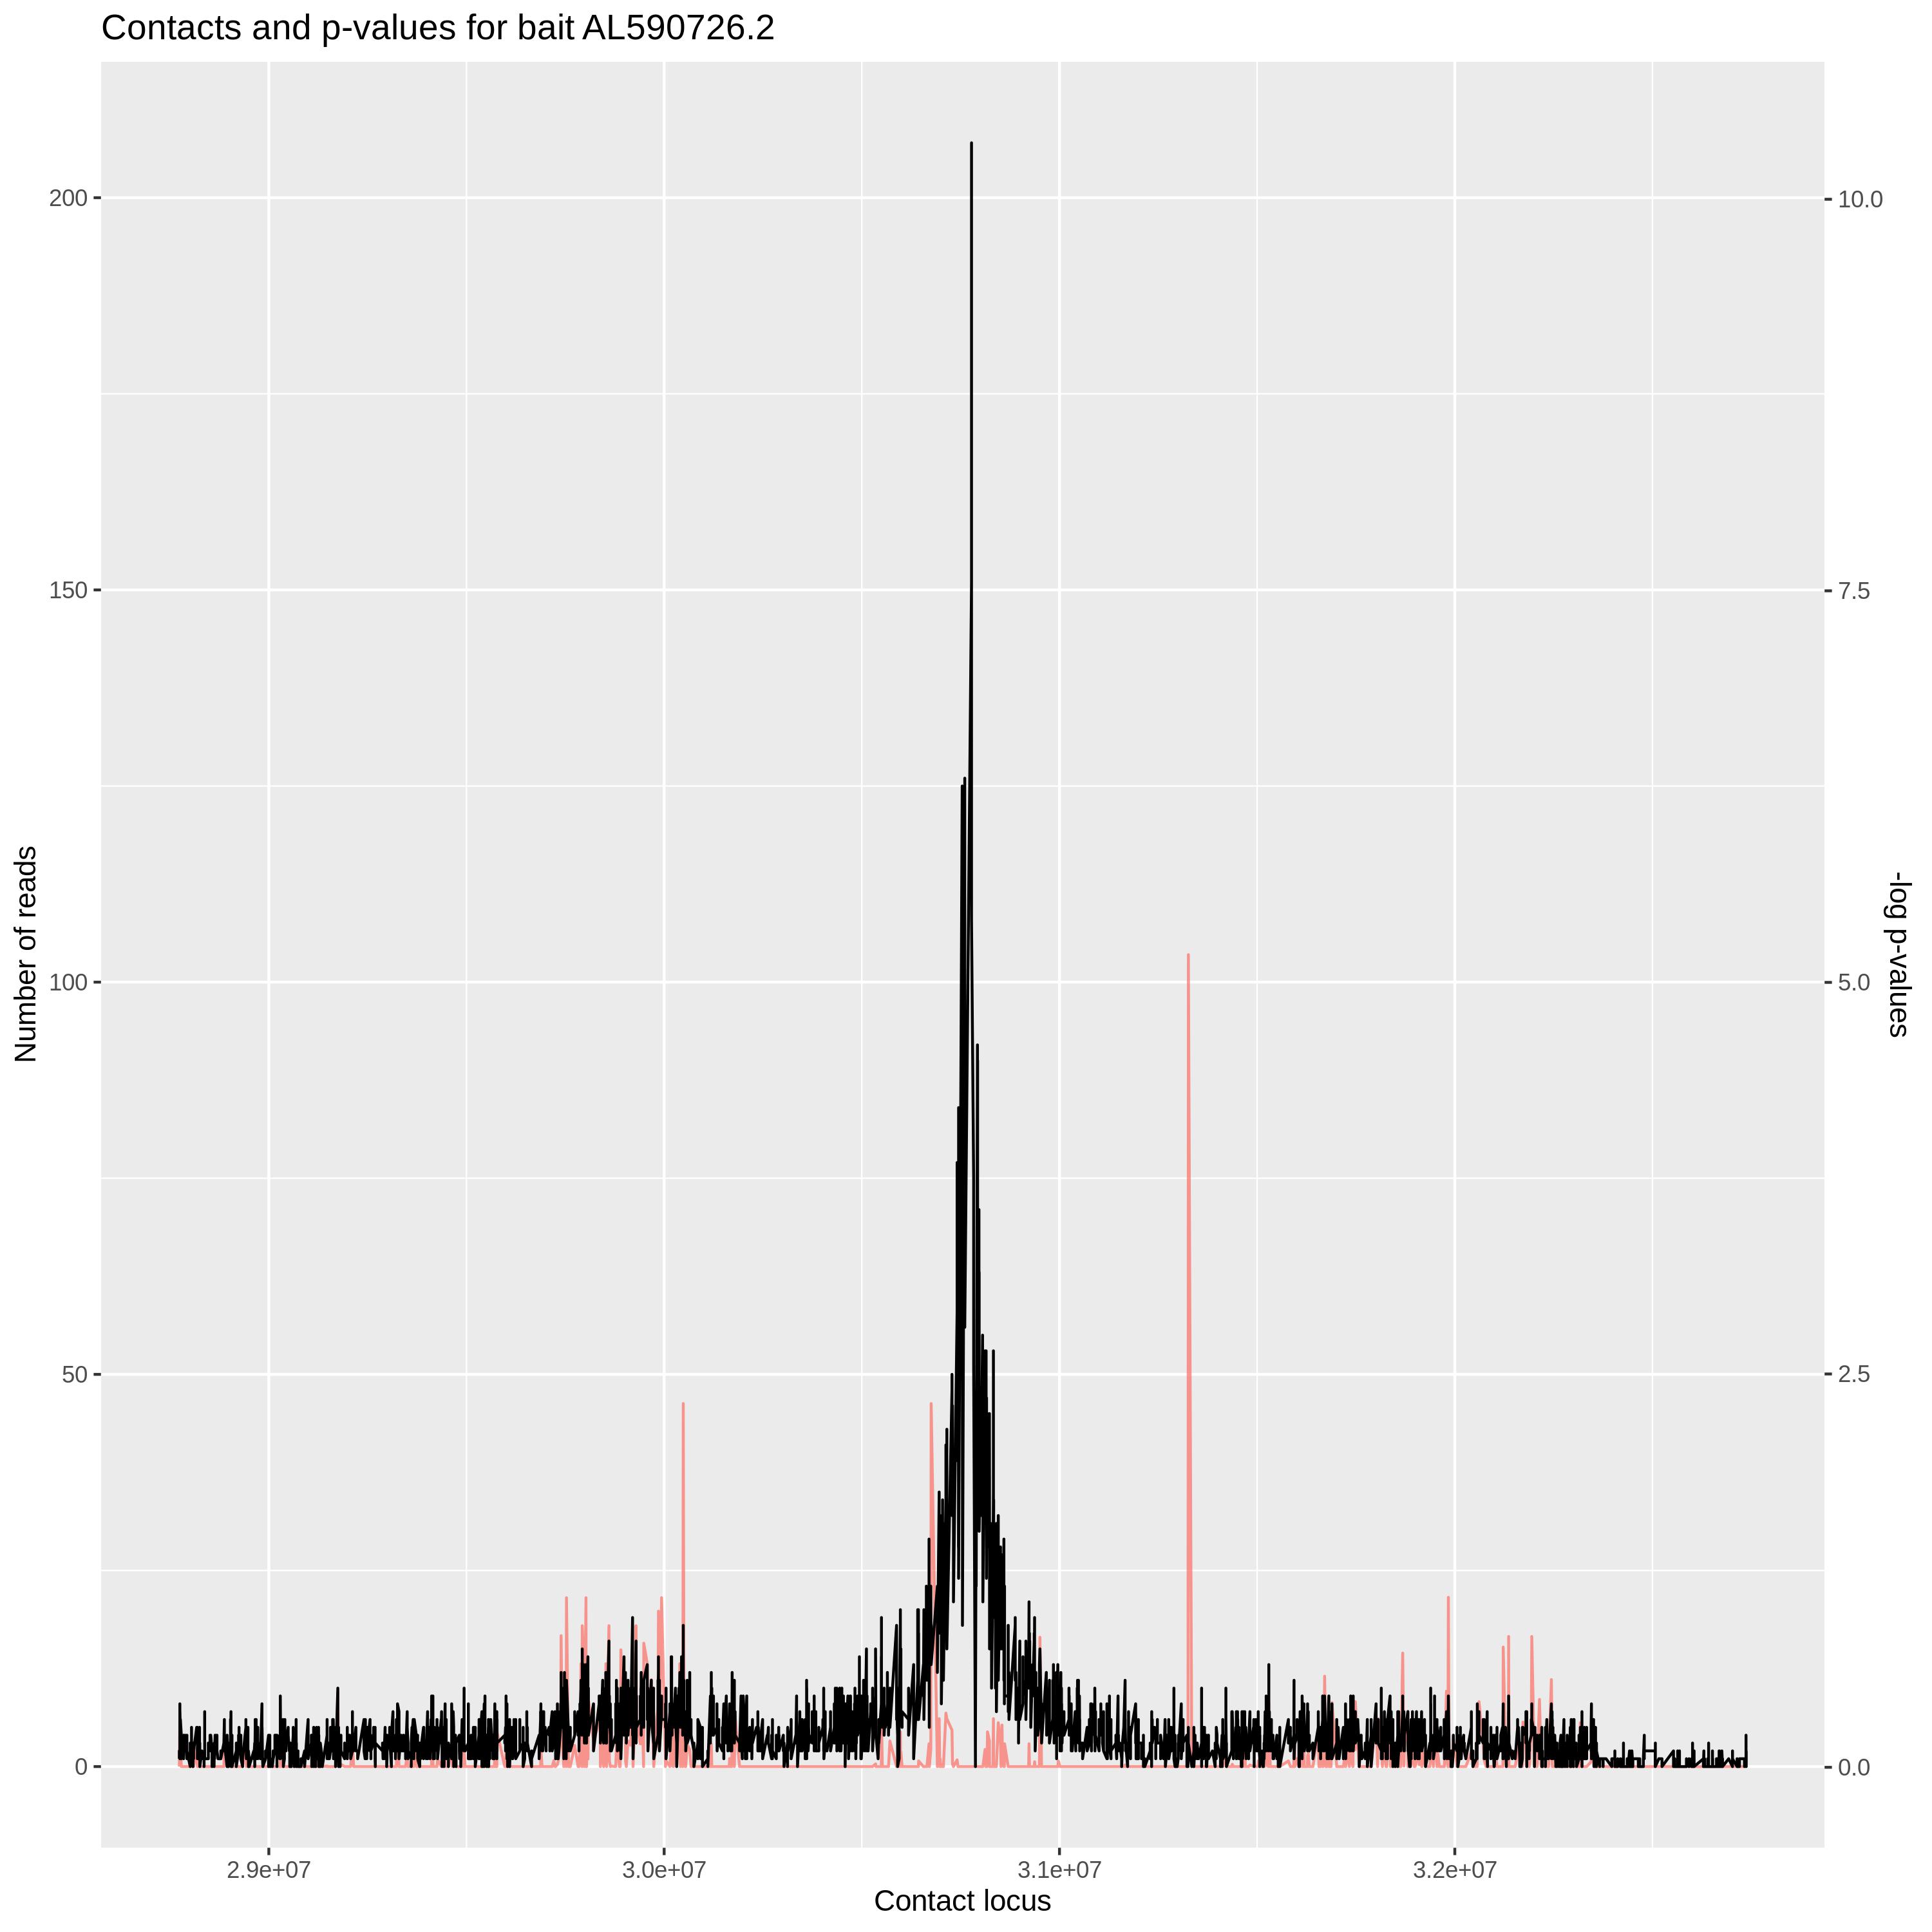 Contacts and p-values for bait AL590726.2
200
150
100
50
0
Number of reads
10.0
7.5
5.0
2.5
0.0
-log p-values
2.9e+07
3.0e+07
3.1e+07
3.2e+07
Contact locus